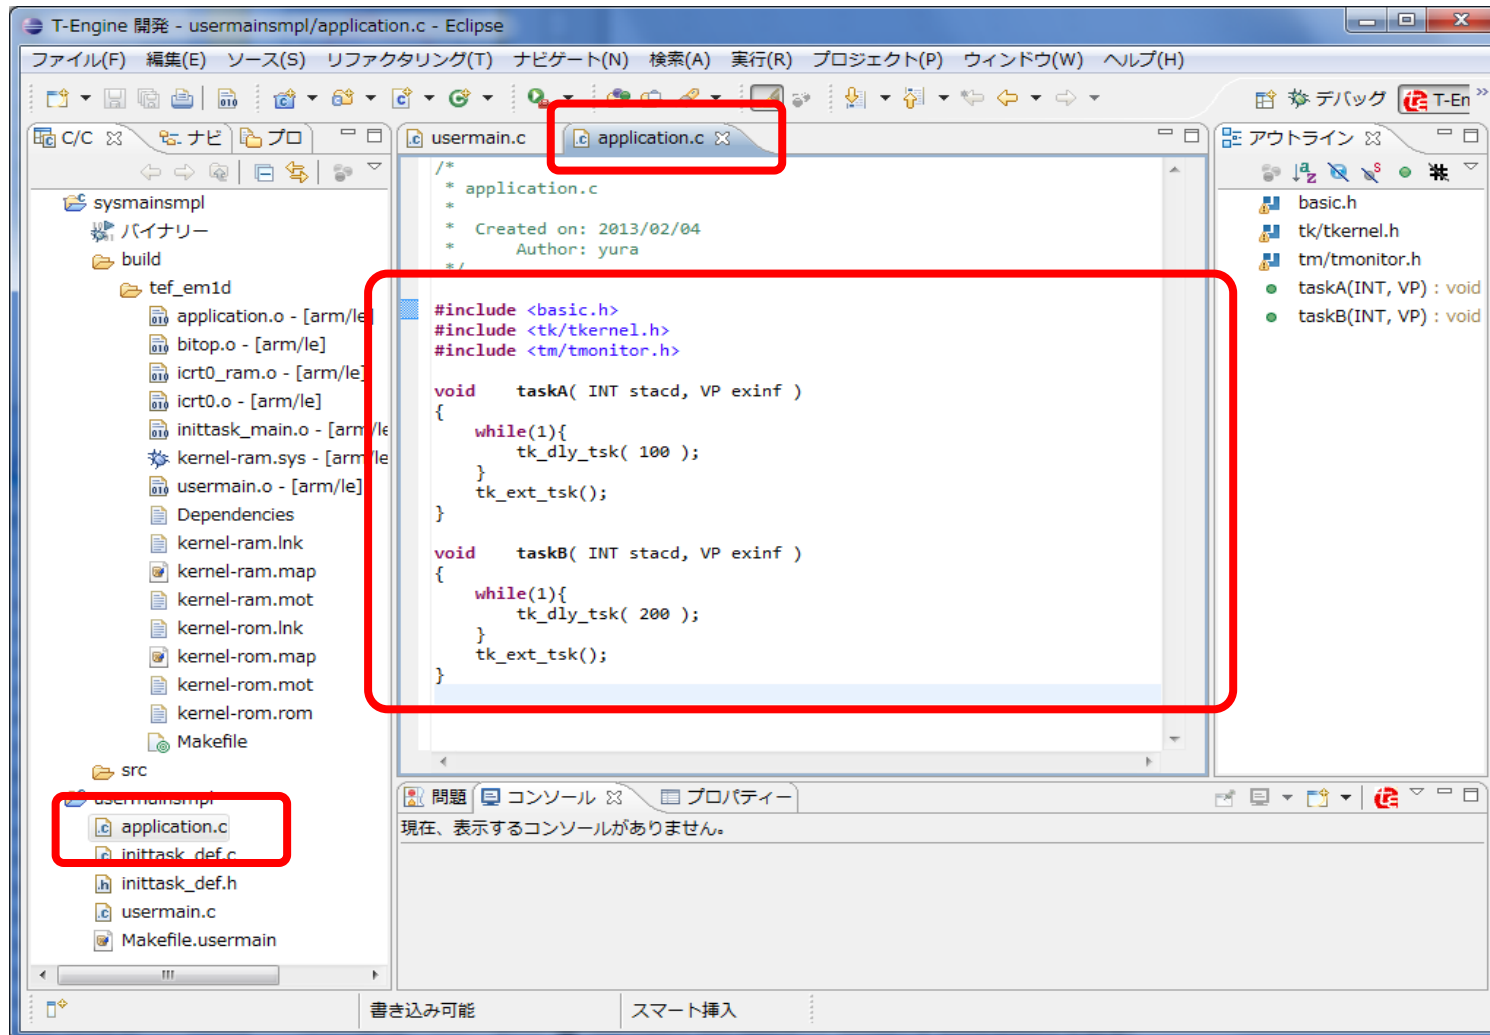 T-Engine 開発 - usermainsmpl/application.c - Eclipse
ファイル(F) 編集(E) ソース(S) リファクタリング(T) ナビゲート(N) 検索(A) 実行(R) プロジェクト(P) ウィンドウ(W) ヘルプ(H)
デバッグ T-En
C/C ナビ プロ
usermain.c application.c
アウトライン
sysmainsmpl
バイナリー
build
tef_em1d
application.o - [arm/le]
bitop.o - [arm/le]
icrt0_ram.o - [arm/le]
icrt0.o - [arm/le]
inittask_main.o - [arm/le
kernel-ram.sys - [arm/le
usermain.o - [arm/le]
Dependencies
kernel-ram.lnk
kernel-ram.map
kernel-ram.mot
kernel-rom.lnk
kernel-rom.map
kernel-rom.mot
kernel-rom.rom
Makefile
src
usermainsmpl
application.c
inittask_def.c
inittask_def.h
usermain.c
Makefile.usermain
/*
* application.c
*
* Created on: 2013/02/04
* Author: yura
*/
#include <basic.h>
#include <tk/tkernel.h>
#include <tm/tmonitor.h>
void taskA( INT stacd, VP exinf )
{
while(1){
tk_dly_tsk( 100 );
}
tk_ext_tsk();
}
void taskB( INT stacd, VP exinf )
{
while(1){
tk_dly_tsk( 200 );
}
tk_ext_tsk();
}
basic.h
tk/tkernel.h
tm/tmonitor.h
taskA(INT, VP) : void
taskB(INT, VP) : void
問題 コンソール プロパティー
現在、表示するコンソールがありません。
書き込み可能 スマート挿入